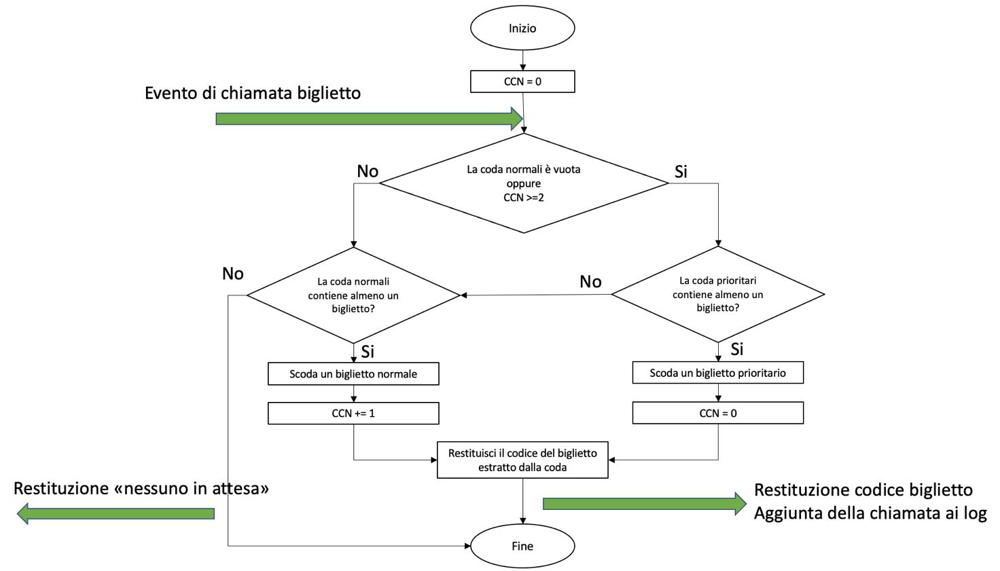 Inizio
CCN = 0
Evento di chiamata biglietto
La coda normali è vuota
oppure
CCN >=2
No
Si
La coda normali
contiene almeno un
biglietto?
No
Si
La coda prioritari
contiene almeno un
biglietto?
No
Si
Scoda un biglietto normale
Scoda un biglietto prioritario
CCN += 1
CCN = 0
Restituisci il codice del biglietto
estratto dalla coda
Restituzione «nessuno in attesa»
Restituzione codice biglietto
Aggiunta della chiamata ai log
Fine